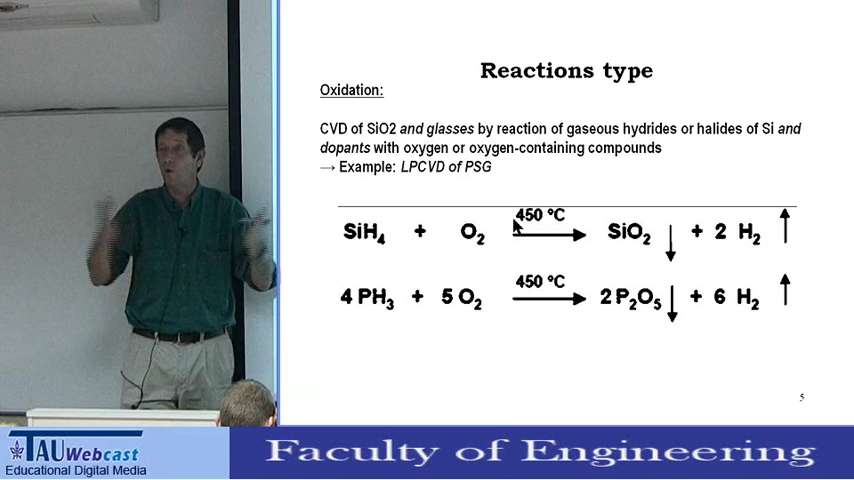 Reactions type
Oxidation:
CVD of SiO2 and glasses by reaction of gaseous hydrides or halides of Si and
dopants with oxygen or oxygen-containing compounds
→ Example: LPCVD of PSG
450 °C
SiH₄ + O₂ → SiO₂ ↓ + 2 H₂ ↑
450 °C
4 PH₃ + 5 O₂ → 2 P₂O₅ ↓ + 6 H₂ ↑
5
TAU Webcast
Educational Digital Media
Faculty of Engineering